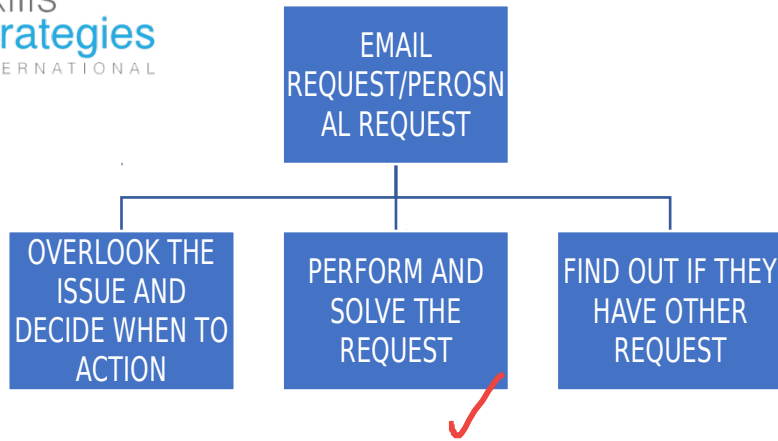 rategies
ERNATIONAL
EMAIL
REQUEST/PEROSN
AL REQUEST
OVERLOOK THE
ISSUE AND
DECIDE WHEN TO
ACTION
PERFORM AND
SOLVE THE
REQUEST
FIND OUT IF THEY
HAVE OTHER
REQUEST